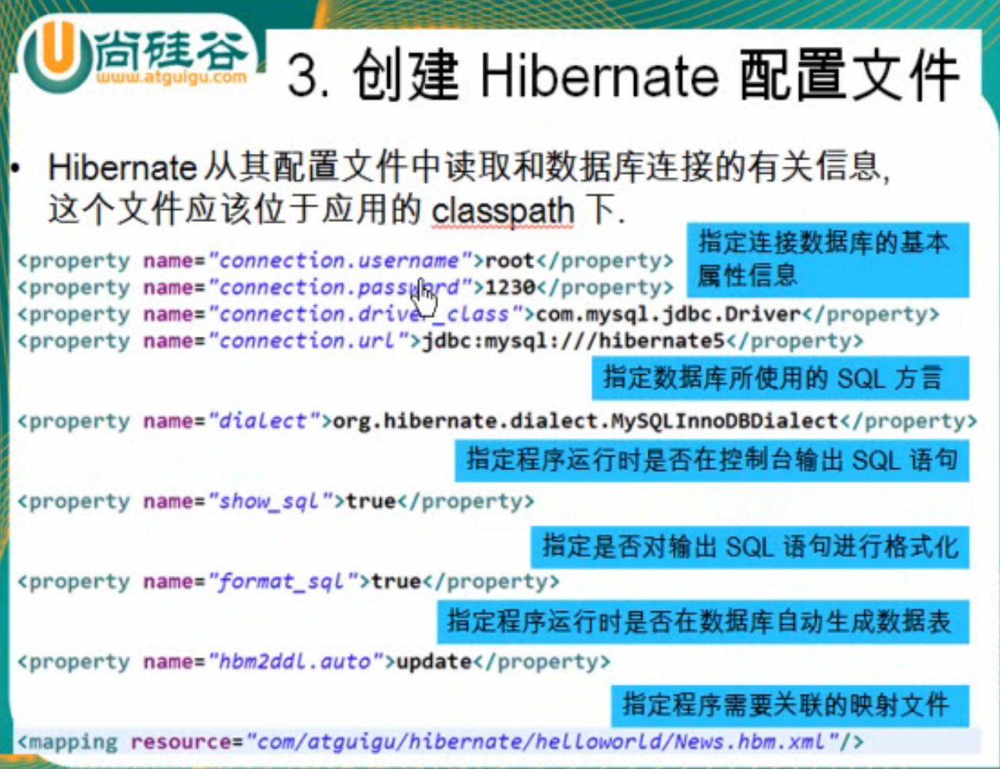 尚硅谷
www.atguigu.com
3. 创建 Hibernate 配置文件
• Hibernate 从其配置文件中读取和数据库连接的有关信息,
这个文件应该位于应用的 classpath 下.
指定连接数据库的基本
属性信息
<property name="connection.username">root</property>
<property name="connection.password">1230</property>
<property name="connection.driver_class">com.mysql.jdbc.Driver</property>
<property name="connection.url">jdbc:mysql:///hibernate5</property>
指定数据库所使用的 SQL 方言
<property name="dialect">org.hibernate.dialect.MySQLInnoDBDialect</property>
指定程序运行时是否在控制台输出 SQL 语句
<property name="show_sql">true</property>
指定是否对输出 SQL 语句进行格式化
<property name="format_sql">true</property>
指定程序运行时是否在数据库自动生成数据表
<property name="hbm2ddl.auto">update</property>
指定程序需要关联的映射文件
<mapping resource="com/atguigu/hibernate/helloworld/News.hbm.xml"/>